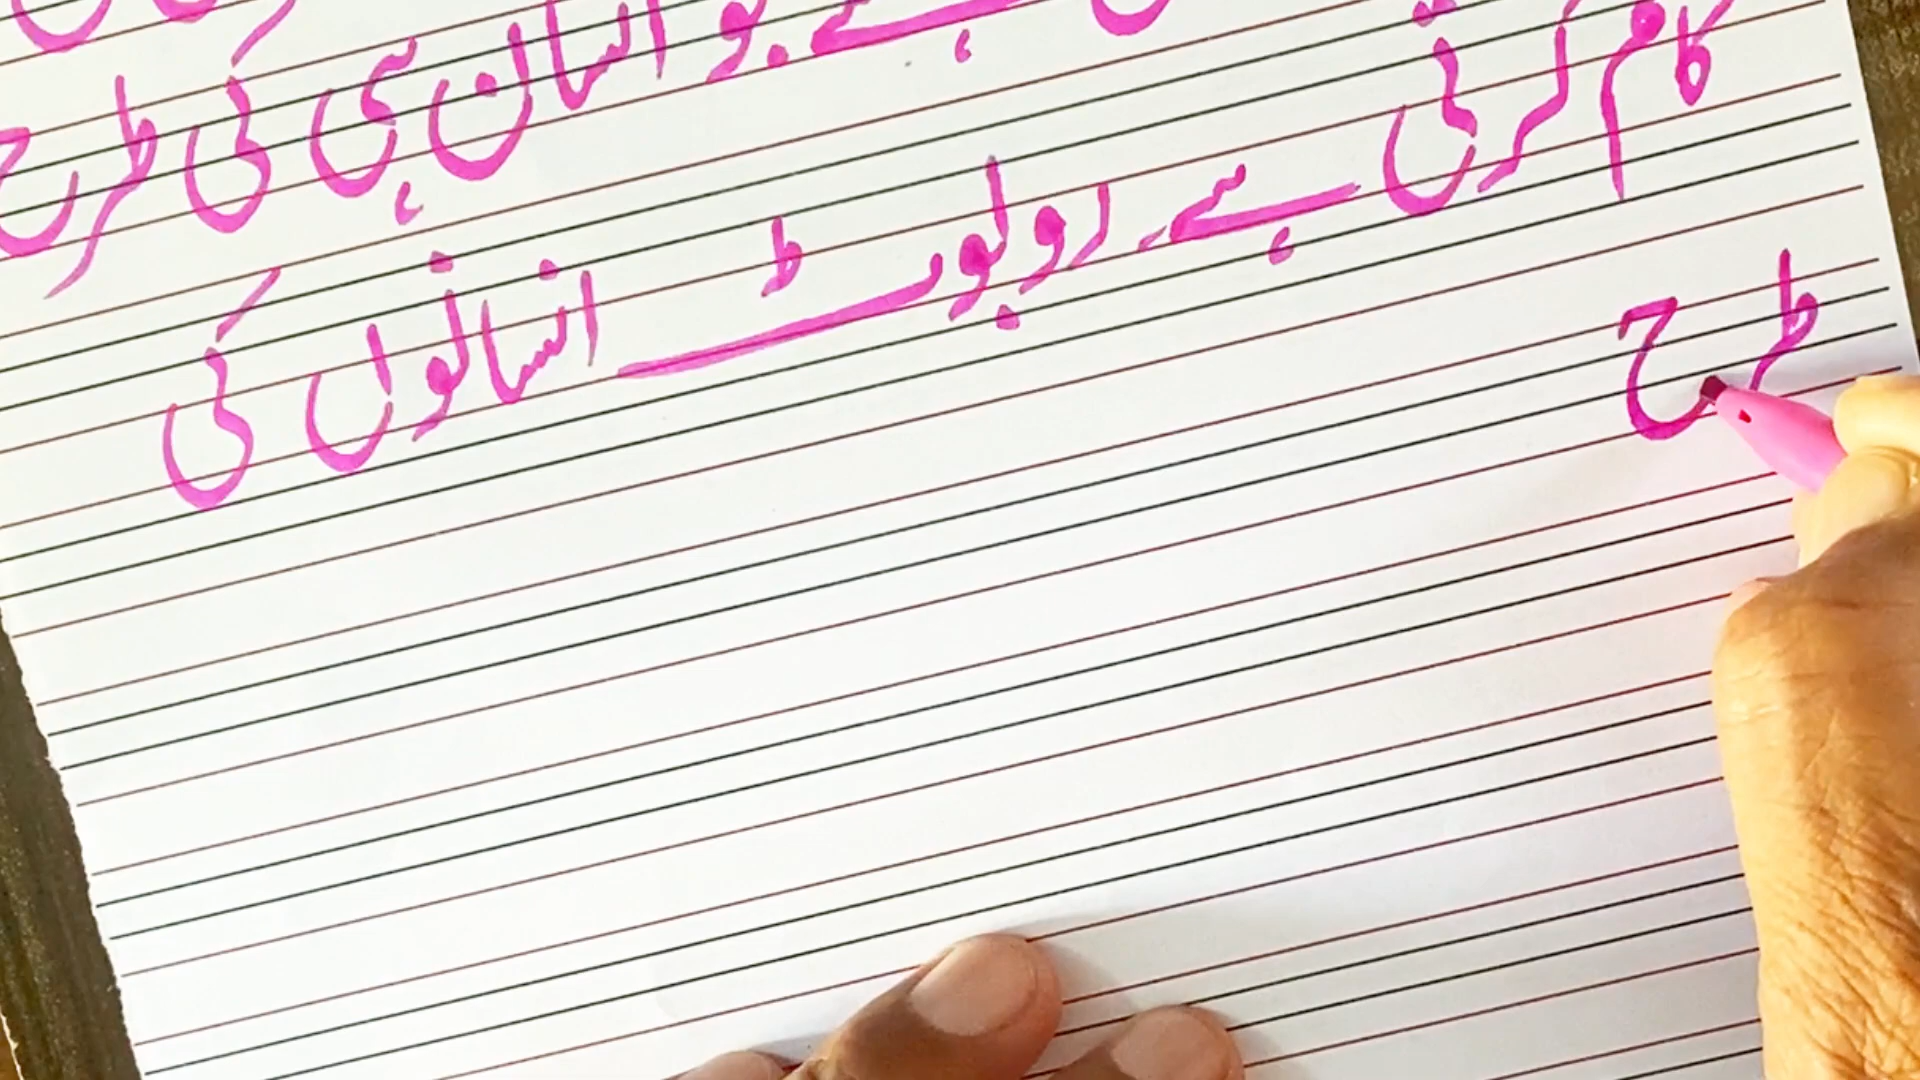 ہے جو انسان ہی کی طرح
کام کرتی ہے۔ روبوٹ انسانوں کی
طرح